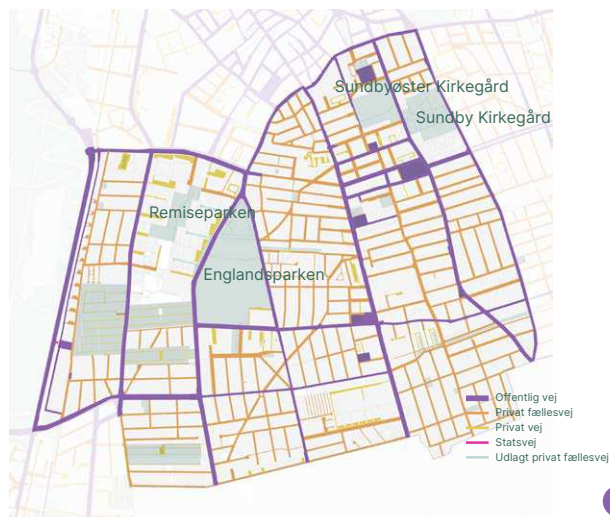 Sundbyøster Kirkegård
Sundby Kirkegård
Remiseparken
Englandsparken
Offentlig vej
Privat fællesvej
Privat vej
Statsvej
Udlagt privat fællesvej